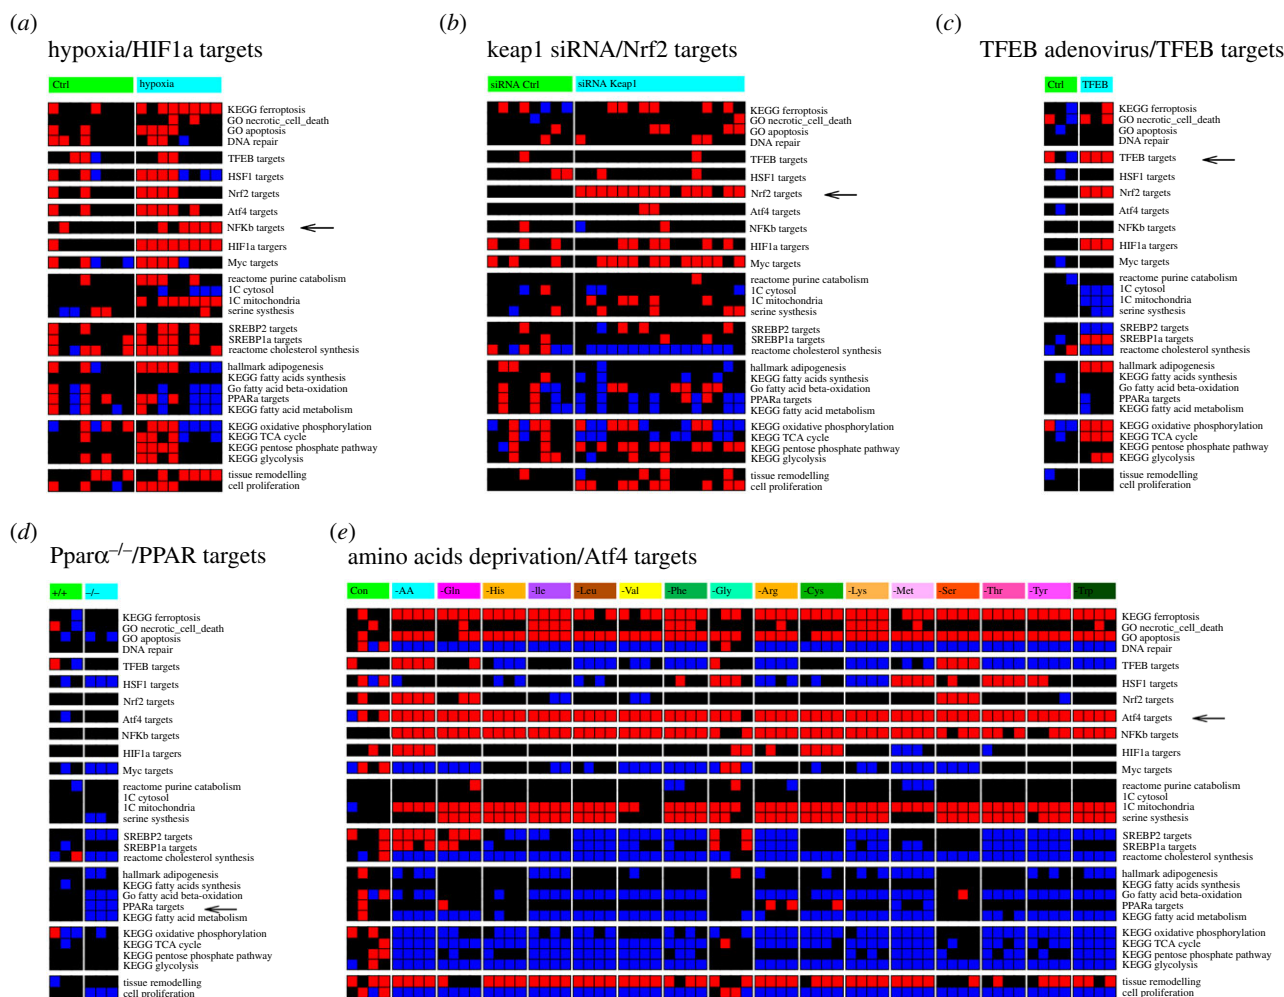 (a)
hypoxia/HIF1a targets
Ctrl hypoxia
KEGG ferroptosis
GO necrotic_cell_death
GO apoptosis
DNA repair
TFEB targets
HSF1 targets
Nrf2 targets
Atf4 targets
NFKb targets
HIF1a targers
Myc targets
reactome purine catabolism
1C cytosol
1C mitochondria
serine systhesis
SREBP2 targets
SREBP1a targets
reactome cholesterol synthesis
hallmark adipogenesis
KEGG fatty acids synthesis
Go fatty acid beta-oxidation
PPARa targets
KEGG fatty acid metabolism
KEGG oxidative phosphorylation
KEGG TCA cycle
KEGG pentose phosphate pathway
KEGG glycolysis
tissue remodelling
cell proliferation
(b)
keap1 siRNA/Nrf2 targets
siRNA Ctrl siRNA Keap1
KEGG ferroptosis
GO necrotic_cell_death
GO apoptosis
DNA repair
TFEB targets
HSF1 targets
Nrf2 targets
Atf4 targets
NFKb targets
HIF1a targers
Myc targets
reactome purine catabolism
1C cytosol
1C mitochondria
serine systhesis
SREBP2 targets
SREBP1a targets
reactome cholesterol synthesis
hallmark adipogenesis
KEGG fatty acids synthesis
Go fatty acid beta-oxidation
PPARa targets
KEGG fatty acid metabolism
KEGG oxidative phosphorylation
KEGG TCA cycle
KEGG pentose phosphate pathway
KEGG glycolysis
tissue remodelling
cell proliferation
(c)
TFEB adenovirus/TFEB targets
Ctrl TFEB
KEGG ferroptosis
GO necrotic_cell_death
GO apoptosis
DNA repair
TFEB targets
HSF1 targets
Nrf2 targets
Atf4 targets
NFKb targets
HIF1a targers
Myc targets
reactome purine catabolism
1C cytosol
1C mitochondria
serine systhesis
SREBP2 targets
SREBP1a targets
reactome cholesterol synthesis
hallmark adipogenesis
KEGG fatty acids synthesis
Go fatty acid beta-oxidation
PPARa targets
KEGG fatty acid metabolism
KEGG oxidative phosphorylation
KEGG TCA cycle
KEGG pentose phosphate pathway
KEGG glycolysis
tissue remodelling
cell proliferation
(d)
Pparα–/–/PPAR targets
+/+ –/–
KEGG ferroptosis
GO necrotic_cell_death
GO apoptosis
DNA repair
TFEB targets
HSF1 targets
Nrf2 targets
Atf4 targets
NFKb targets
HIF1a targers
Myc targets
reactome purine catabolism
1C cytosol
1C mitochondria
serine systhesis
SREBP2 targets
SREBP1a targets
reactome cholesterol synthesis
hallmark adipogenesis
KEGG fatty acids synthesis
Go fatty acid beta-oxidation
PPARa targets
KEGG fatty acid metabolism
KEGG oxidative phosphorylation
KEGG TCA cycle
KEGG pentose phosphate pathway
KEGG glycolysis
tissue remodelling
cell proliferation
(e)
amino acids deprivation/Atf4 targets
Con -AA -Gln -His -Ile -Leu -Val -Phe -Gly -Arg -Cys -Lys -Met -Ser -Thr -Tyr -Trp
KEGG ferroptosis
GO necrotic_cell_death
GO apoptosis
DNA repair
TFEB targets
HSF1 targets
Nrf2 targets
Atf4 targets
NFKb targets
HIF1a targers
Myc targets
reactome purine catabolism
1C cytosol
1C mitochondria
serine systhesis
SREBP2 targets
SREBP1a targets
reactome cholesterol synthesis
hallmark adipogenesis
KEGG fatty acids synthesis
Go fatty acid beta-oxidation
PPARa targets
KEGG fatty acid metabolism
KEGG oxidative phosphorylation
KEGG TCA cycle
KEGG pentose phosphate pathway
KEGG glycolysis
tissue remodelling
cell proliferation